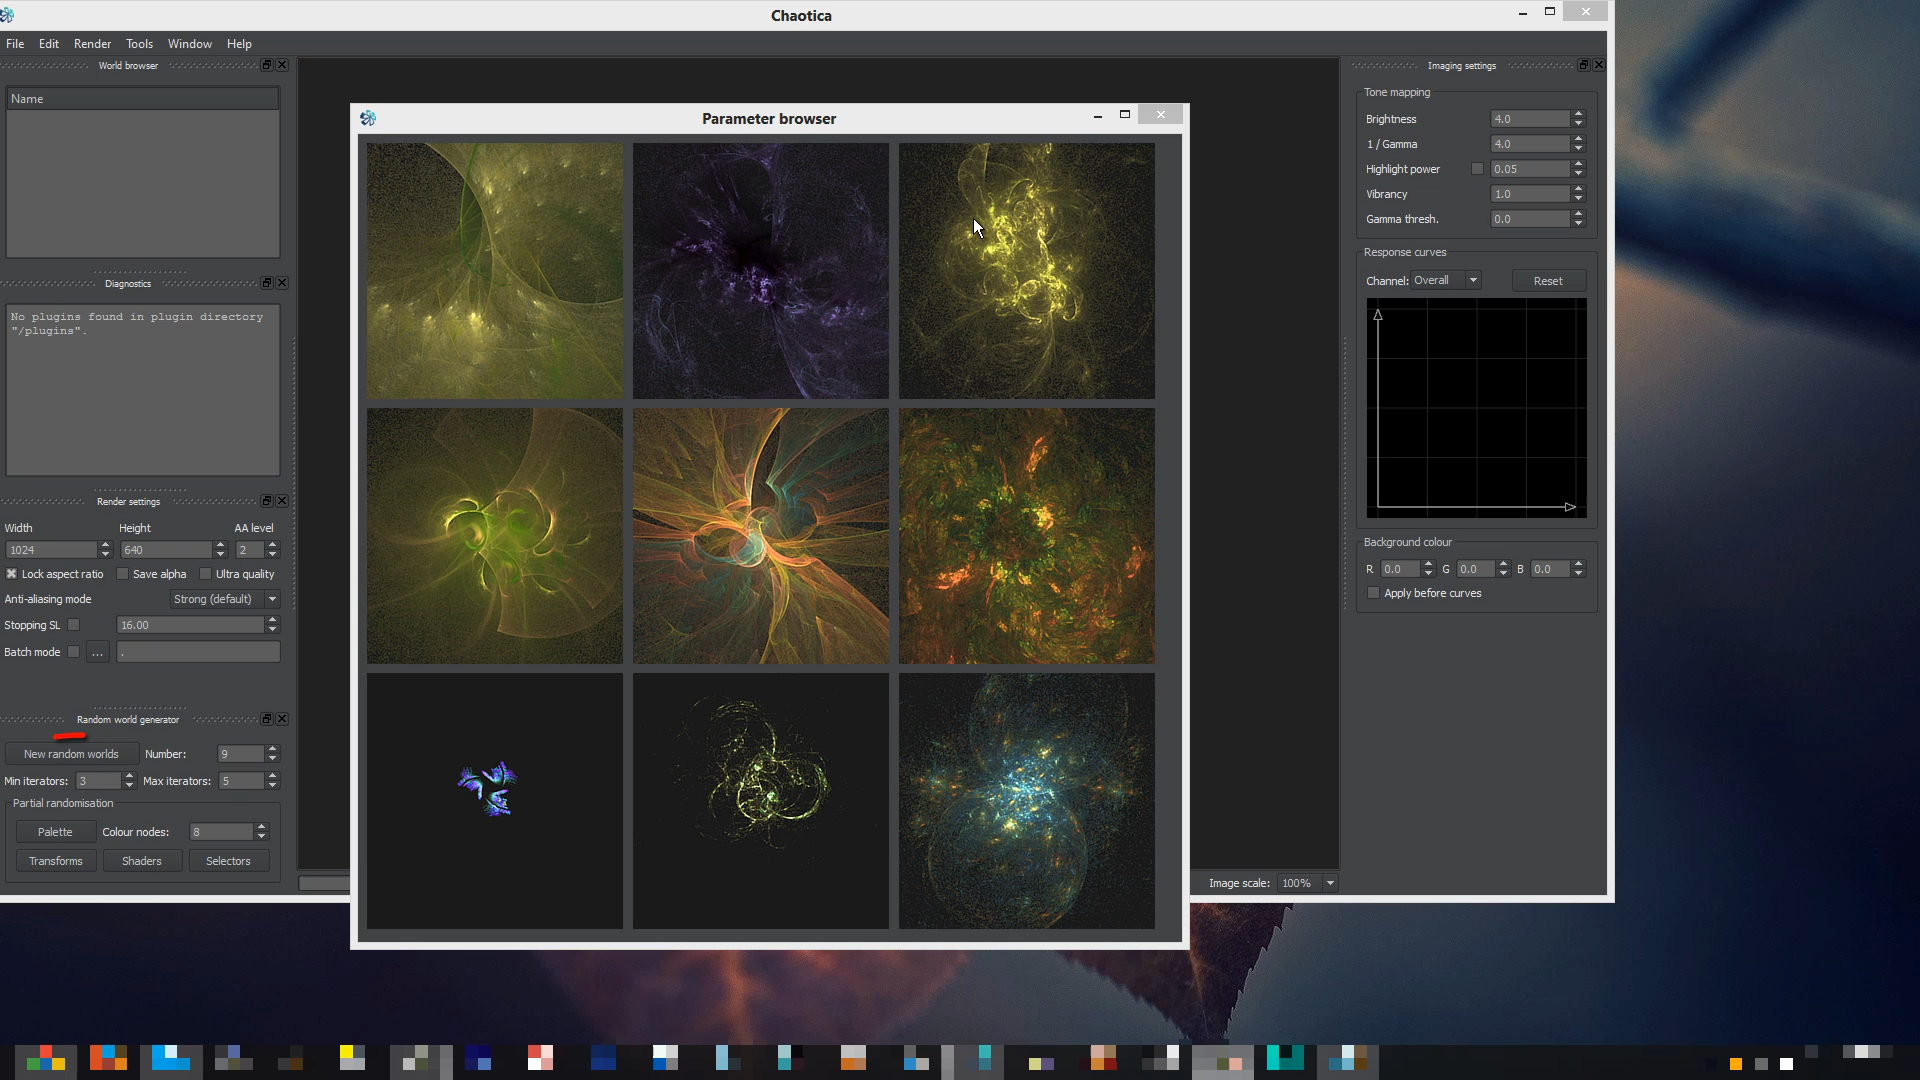 Chaotica
File Edit Render Tools Window Help
World browser
Name
Diagnostics
No plugins found in plugin directory
"/plugins".
Render settings
Width Height AA level
1024 640 2
Lock aspect ratio Save alpha Ultra quality
Anti-aliasing mode Strong (default)
Stopping SL 16.00
Batch mode ... .
Random world generator
New random worlds Number: 9
Min iterators: 3 Max iterators: 5
Partial randomisation
Palette Colour nodes: 8
Transforms Shaders Selectors
Parameter browser
Image scale: 100%
Imaging settings
Tone mapping
Brightness 4.0
1 / Gamma 4.0
Highlight power 0.05
Vibrancy 1.0
Gamma thresh. 0.0
Response curves
Channel: Overall Reset
Background colour
R 0.0 G 0.0 B 0.0
Apply before curves